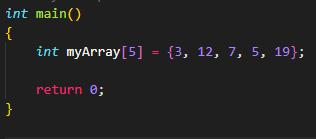 int main()
{
    int myArray[5] = {3, 12, 7, 5, 19};
    return 0;
}